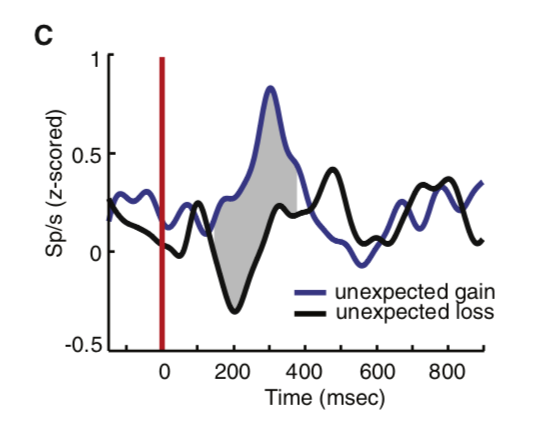 C
1
0.5
0
-0.5
Sp/s (z-scored)
unexpected gain
unexpected loss
0 200 400 600 800
Time (msec)